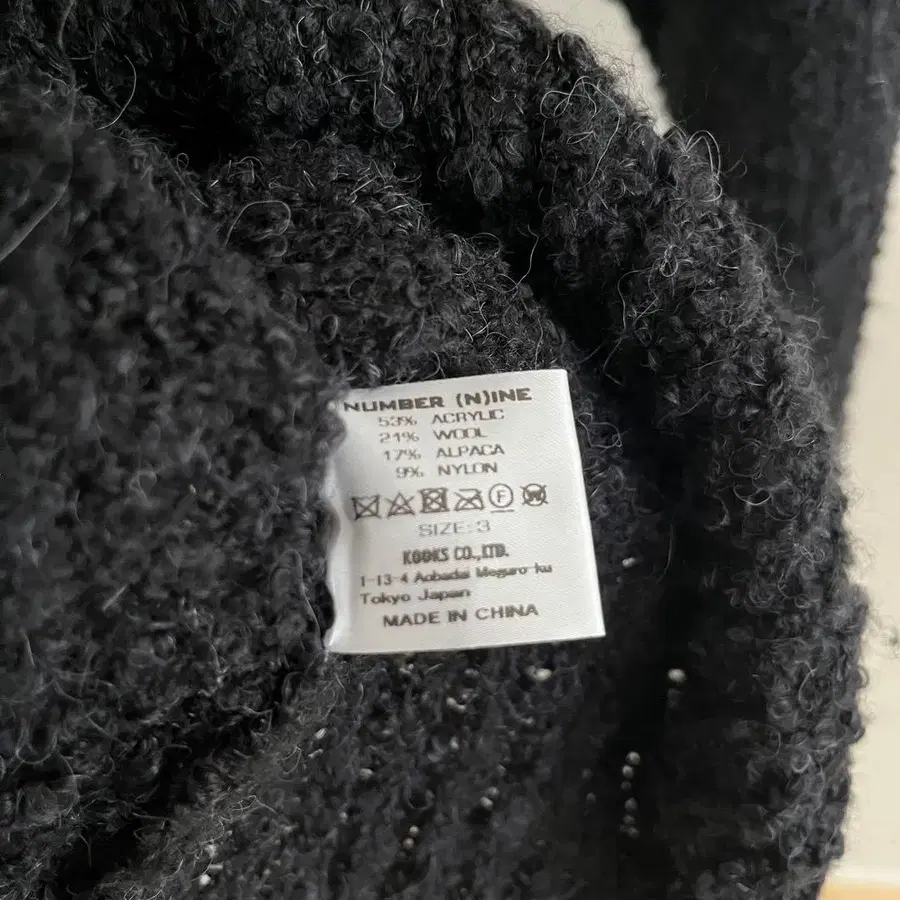 NUMBER (N)INE
53% ACRYLIC
21% WOOL
17% ALPACA
9% NYLON
F W
SIZE:3
KOOKS CO.,LTD.
1-13-4 Aobadai Meguro-ku
Tokyo Japan
MADE IN CHINA